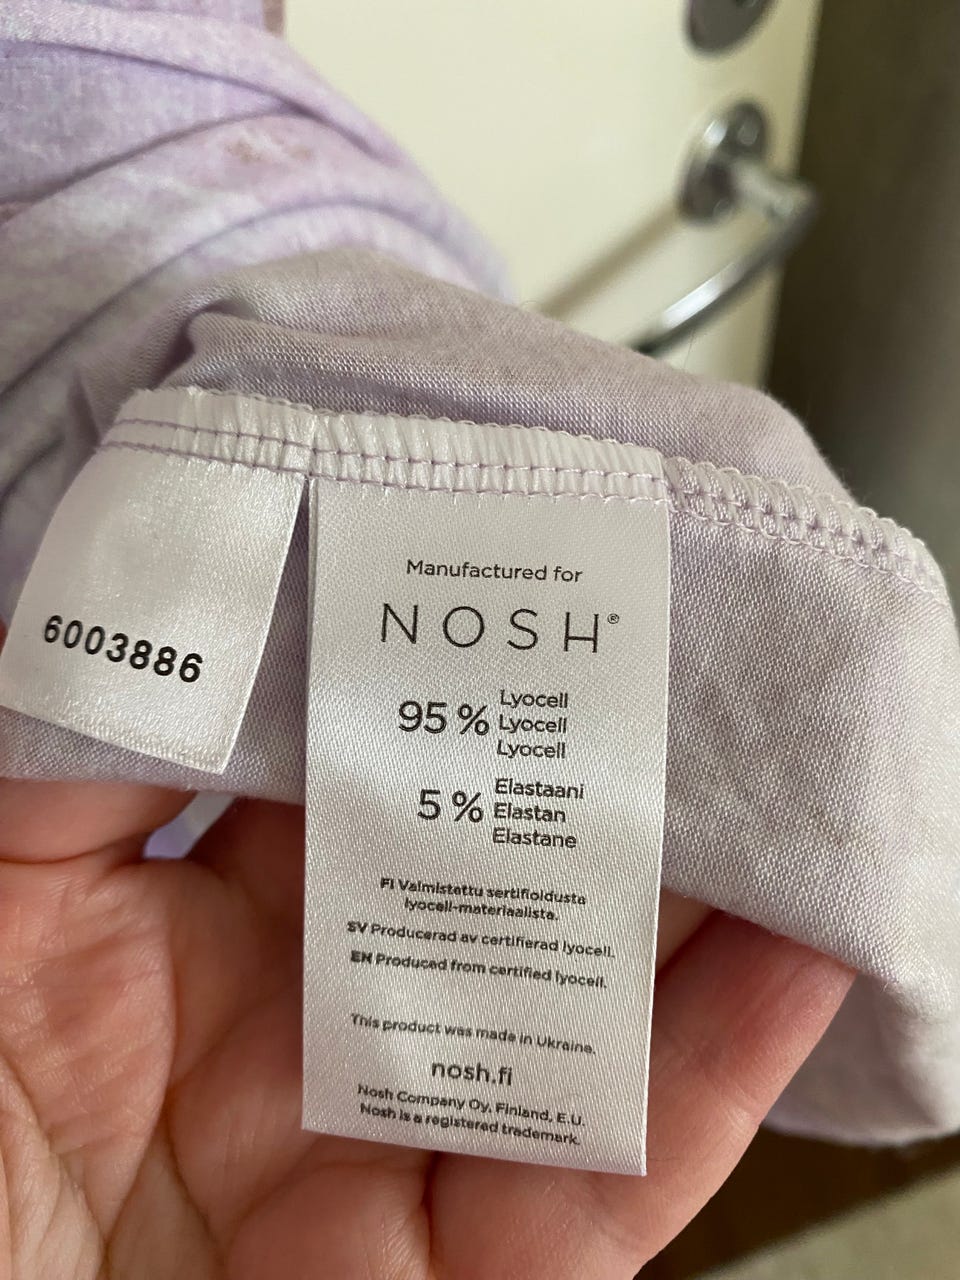 6003886
Manufactured for
NOSH®
95 % Lyocell
Lyocell
Lyocell
5 % Elastaani
Elastan
Elastane
FI Valmistettu sertifioidusta
lyocell-materiaalista.
SV Producerad av certifierad lyocell.
EN Produced from certified lyocell.
This product was made in Ukraine.
nosh.fi
Nosh Company Oy, Finland, E.U.
Nosh is a registered trademark.